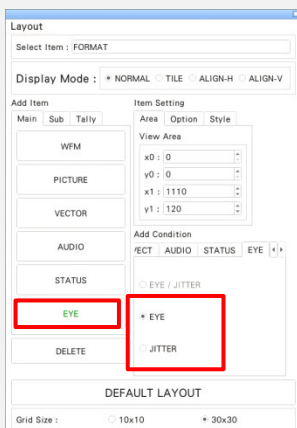 Layout
Select Item : FORMAT
Display Mode : NORMAL TILE ALIGN-H ALIGN-V
Add Item
Main Sub Tally
WFM
PICTURE
VECTOR
AUDIO
STATUS
EYE
DELETE
Item Setting
Area Option Style
View Area
x0 : 0
y0 : 0
x1 : 1110
y1 : 120
Add Condition
AUDIO STATUS EYE
EYE / JITTER
EYE
JITTER
DEFAULT LAYOUT
Grid Size : 10x10 30x30